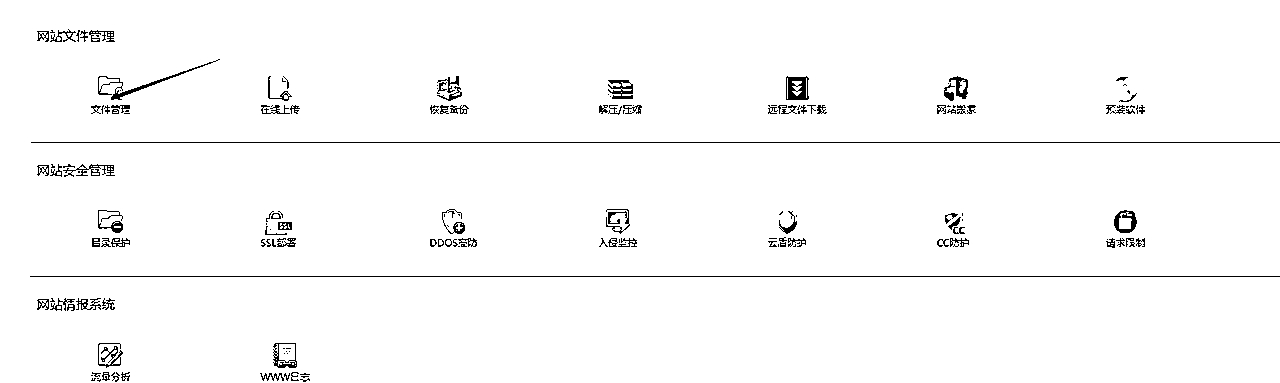 网站文件管理
文件管理 在线上传 恢复备份 解压/压缩 远程文件下载 网站搬家 预装软件
网站安全管理
目录保护 SSL部署 DDOS高防 入侵监控 云盾防护 CC防护 请求限制
网站情报系统
流量分析 WWW日志